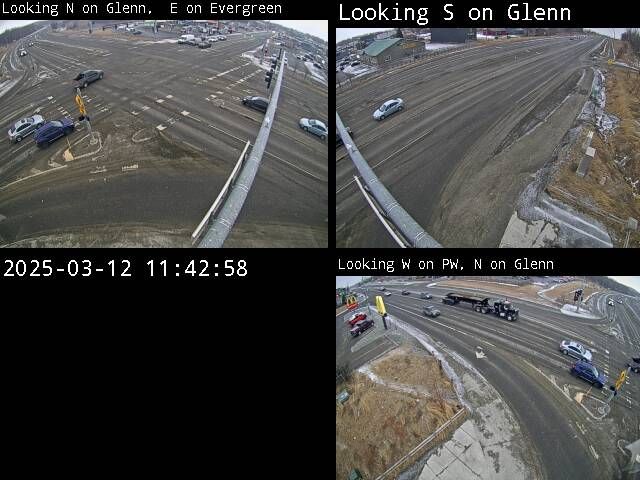 Looking N on Glenn,  E on Evergreen
Looking S on Glenn
2025-03-12 11:42:58
Looking W on PW, N on Glenn